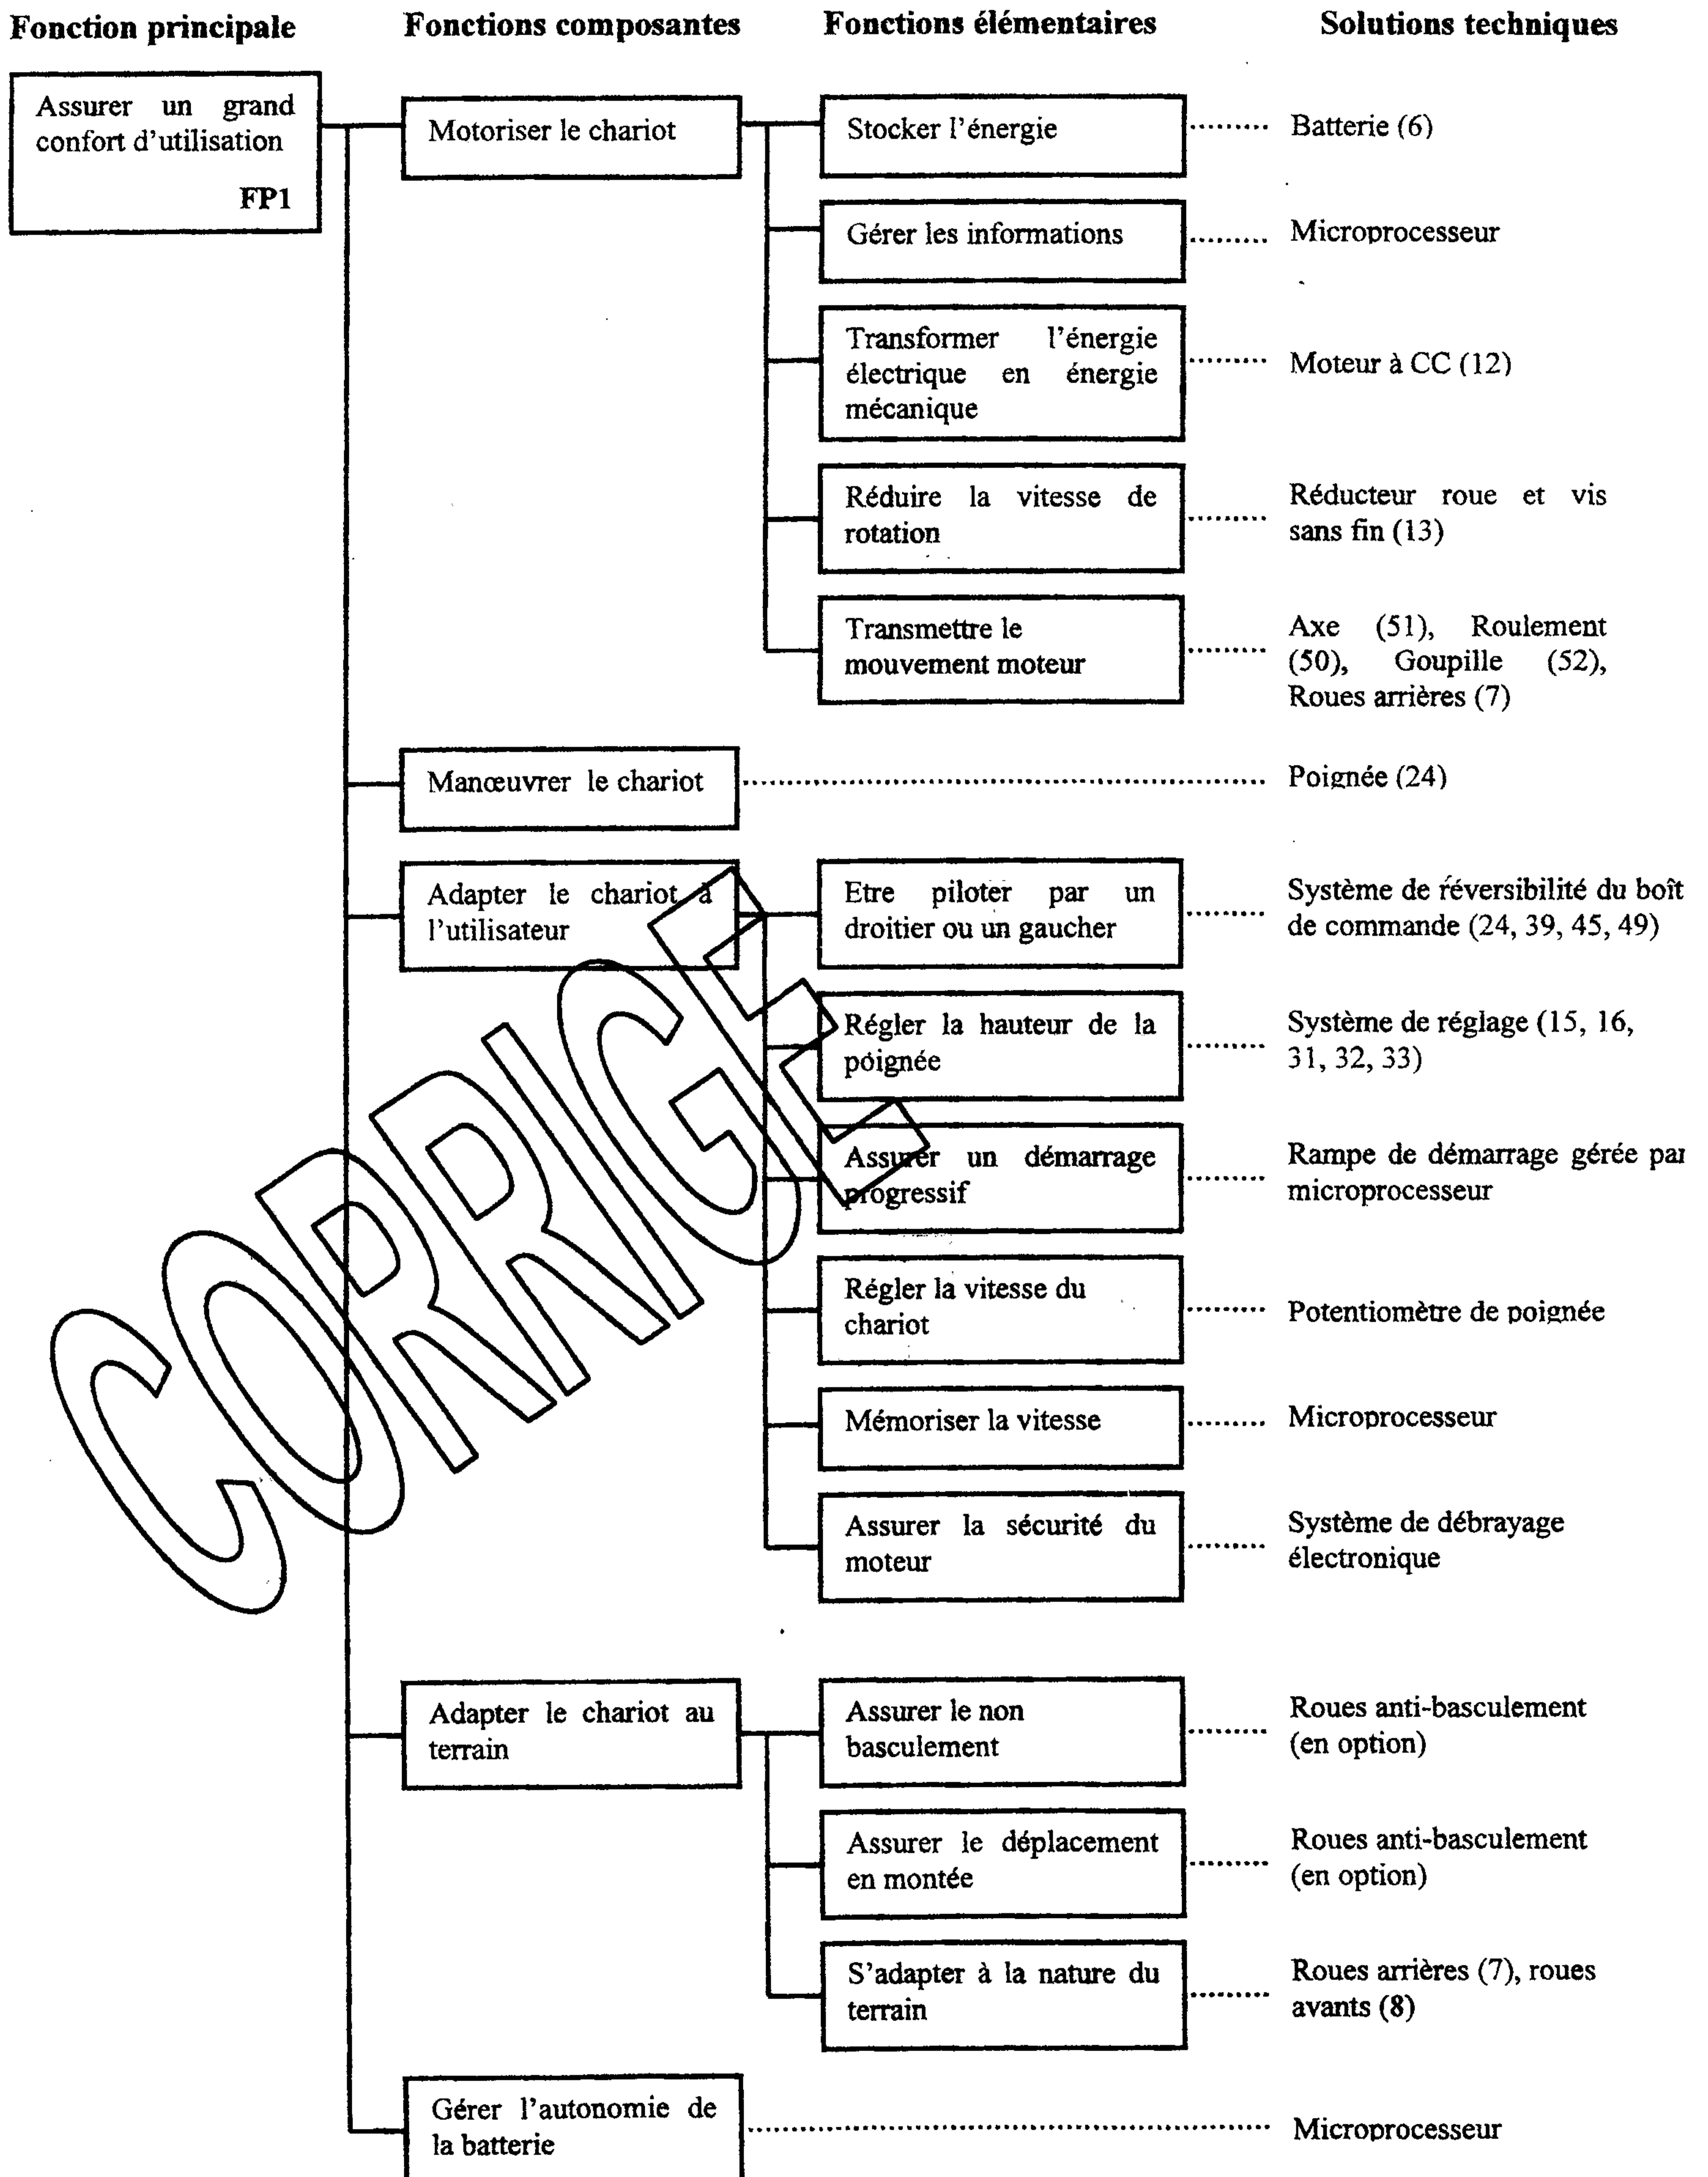 Fonction principale
Fonctions composantes
Fonctions élémentaires
Solutions techniques
Assurer un grand
confort d'utilisation
FP1
Motoriser le chariot
Stocker l'énergie
Batterie (6)
Gérer les informations
Microprocesseur
Transformer l'énergie
électrique en énergie
mécanique
Moteur à CC (12)
Réduire la vitesse de
rotation
Réducteur roue et vis
sans fin (13)
Transmettre le
mouvement moteur
Axe (51), Roulement
(50), Goupille (52),
Roues arrières (7)
Manœuvrer le chariot
Poignée (24)
Adapter le chariot à
l'utilisateur
Etre piloter par un
droitier ou un gaucher
Système de réversibilité du boît
de commande (24, 39, 45, 49)
Régler la hauteur de la
poignée
Système de réglage (15, 16,
31, 32, 33)
Assurer un démarrage
progressif
Rampe de démarrage gérée par
microprocesseur
Régler la vitesse du
chariot
Potentiomètre de poignée
Mémoriser la vitesse
Microprocesseur
Assurer la sécurité du
moteur
Système de débrayage
électronique
CORRIGE
Adapter le chariot au
terrain
Assurer le non
basculement
Roues anti-basculement
(en option)
Assurer le déplacement
en montée
Roues anti-basculement
(en option)
S'adapter à la nature du
terrain
Roues arrières (7), roues
avants (8)
Gérer l'autonomie de
la batterie
Microprocesseur